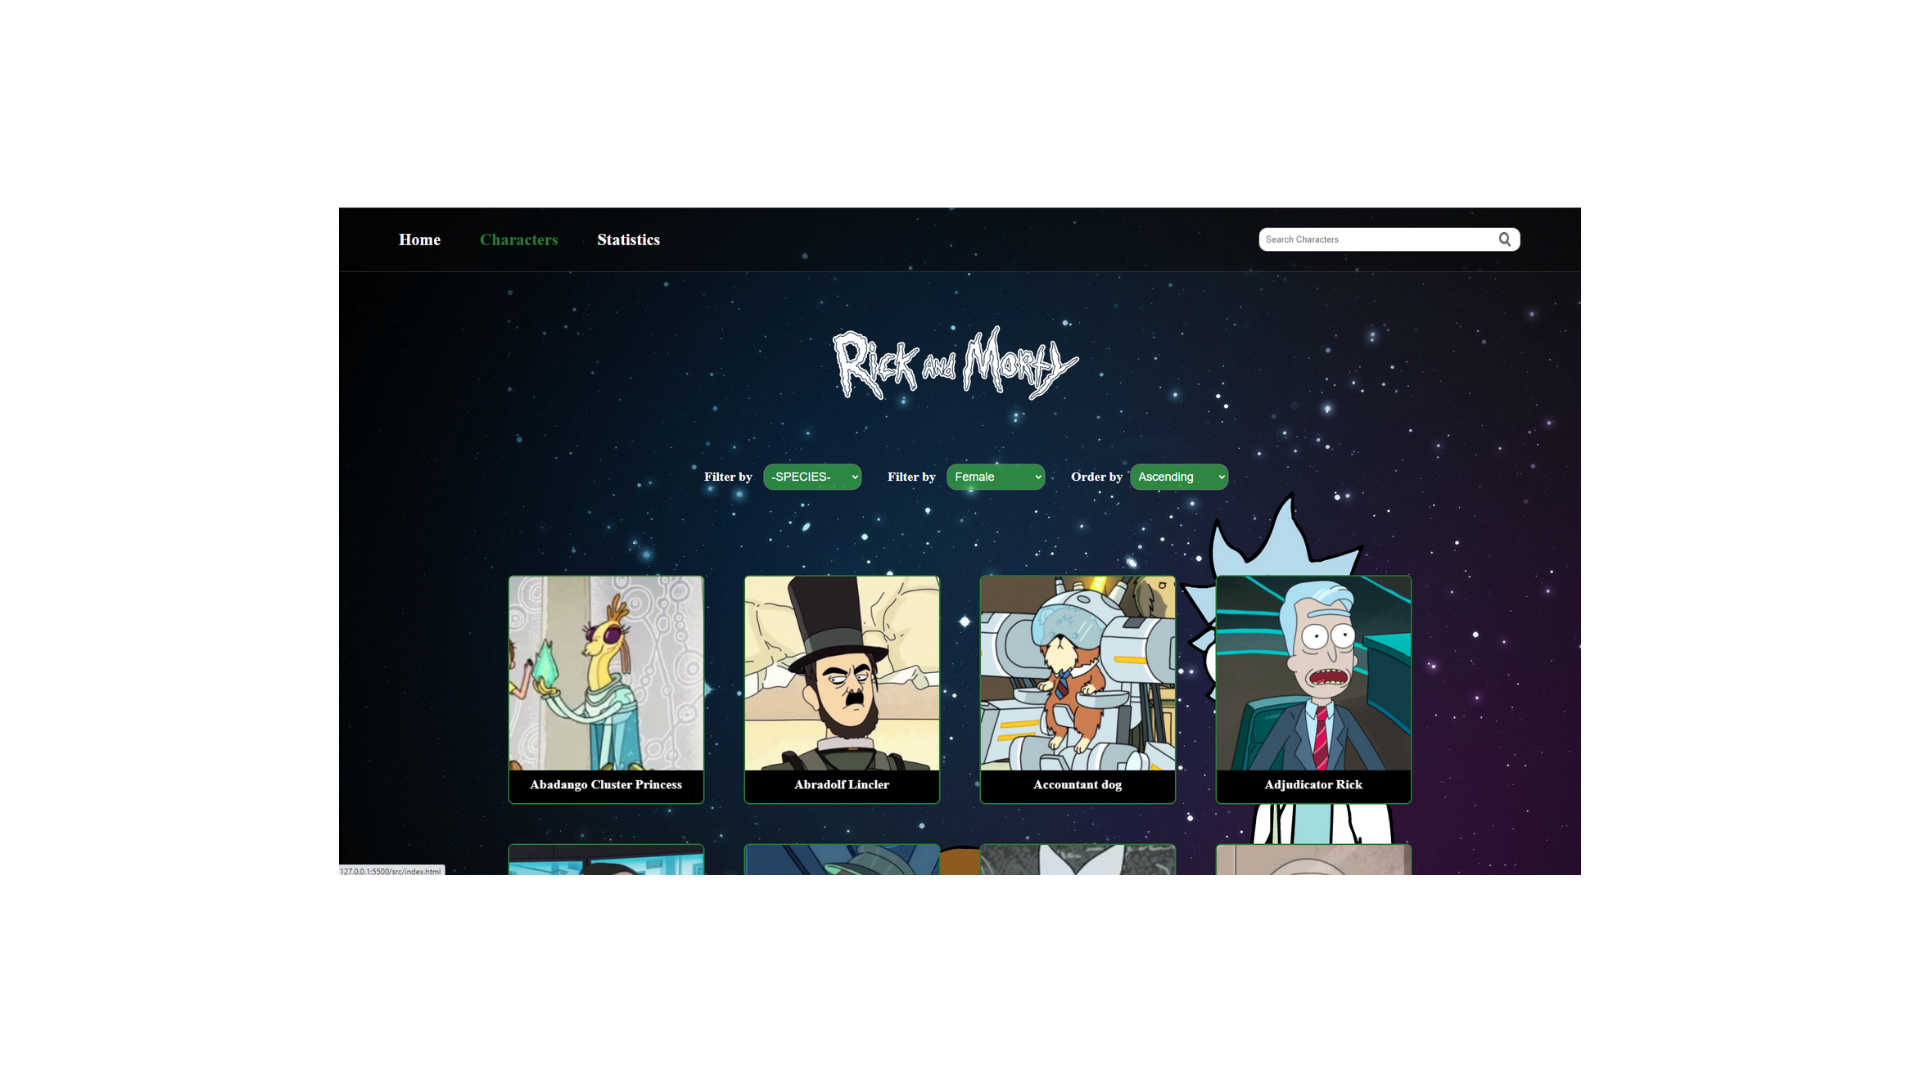 Home Characters Statistics Search Characters
Rick and Morty
Filter by -SPECIES- Filter by Female Order by Ascending
Abadango Cluster Princess Abradolf Lincler Accountant dog Adjudicator Rick
127.0.0.1:5500/src/index.html